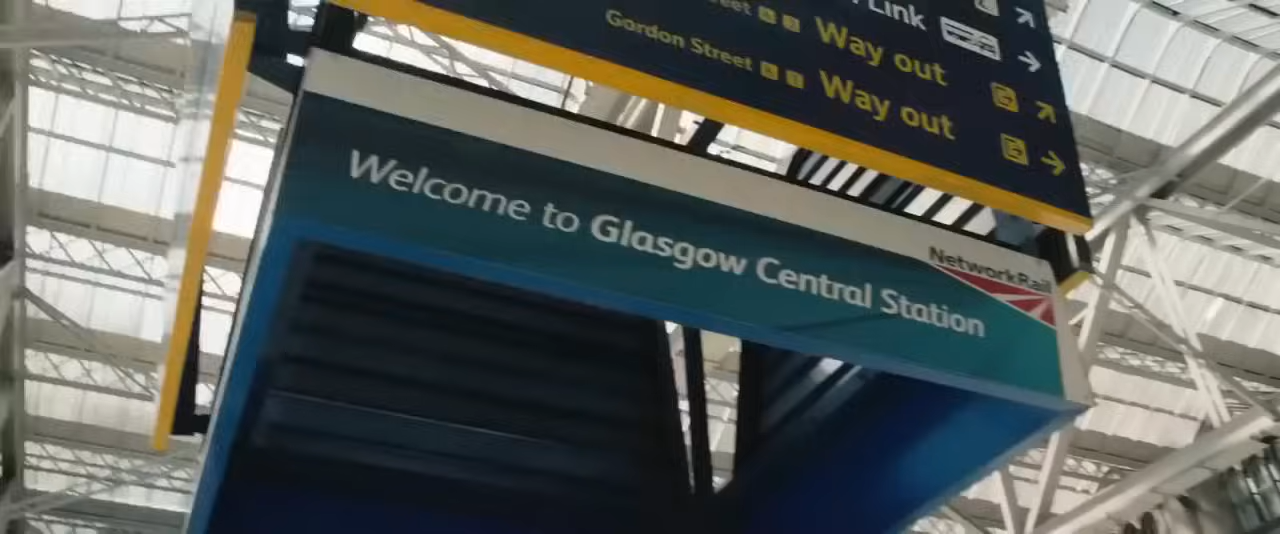 Link
Way out
Gordon Street Way out
Welcome to Glasgow Central Station
NetworkRail